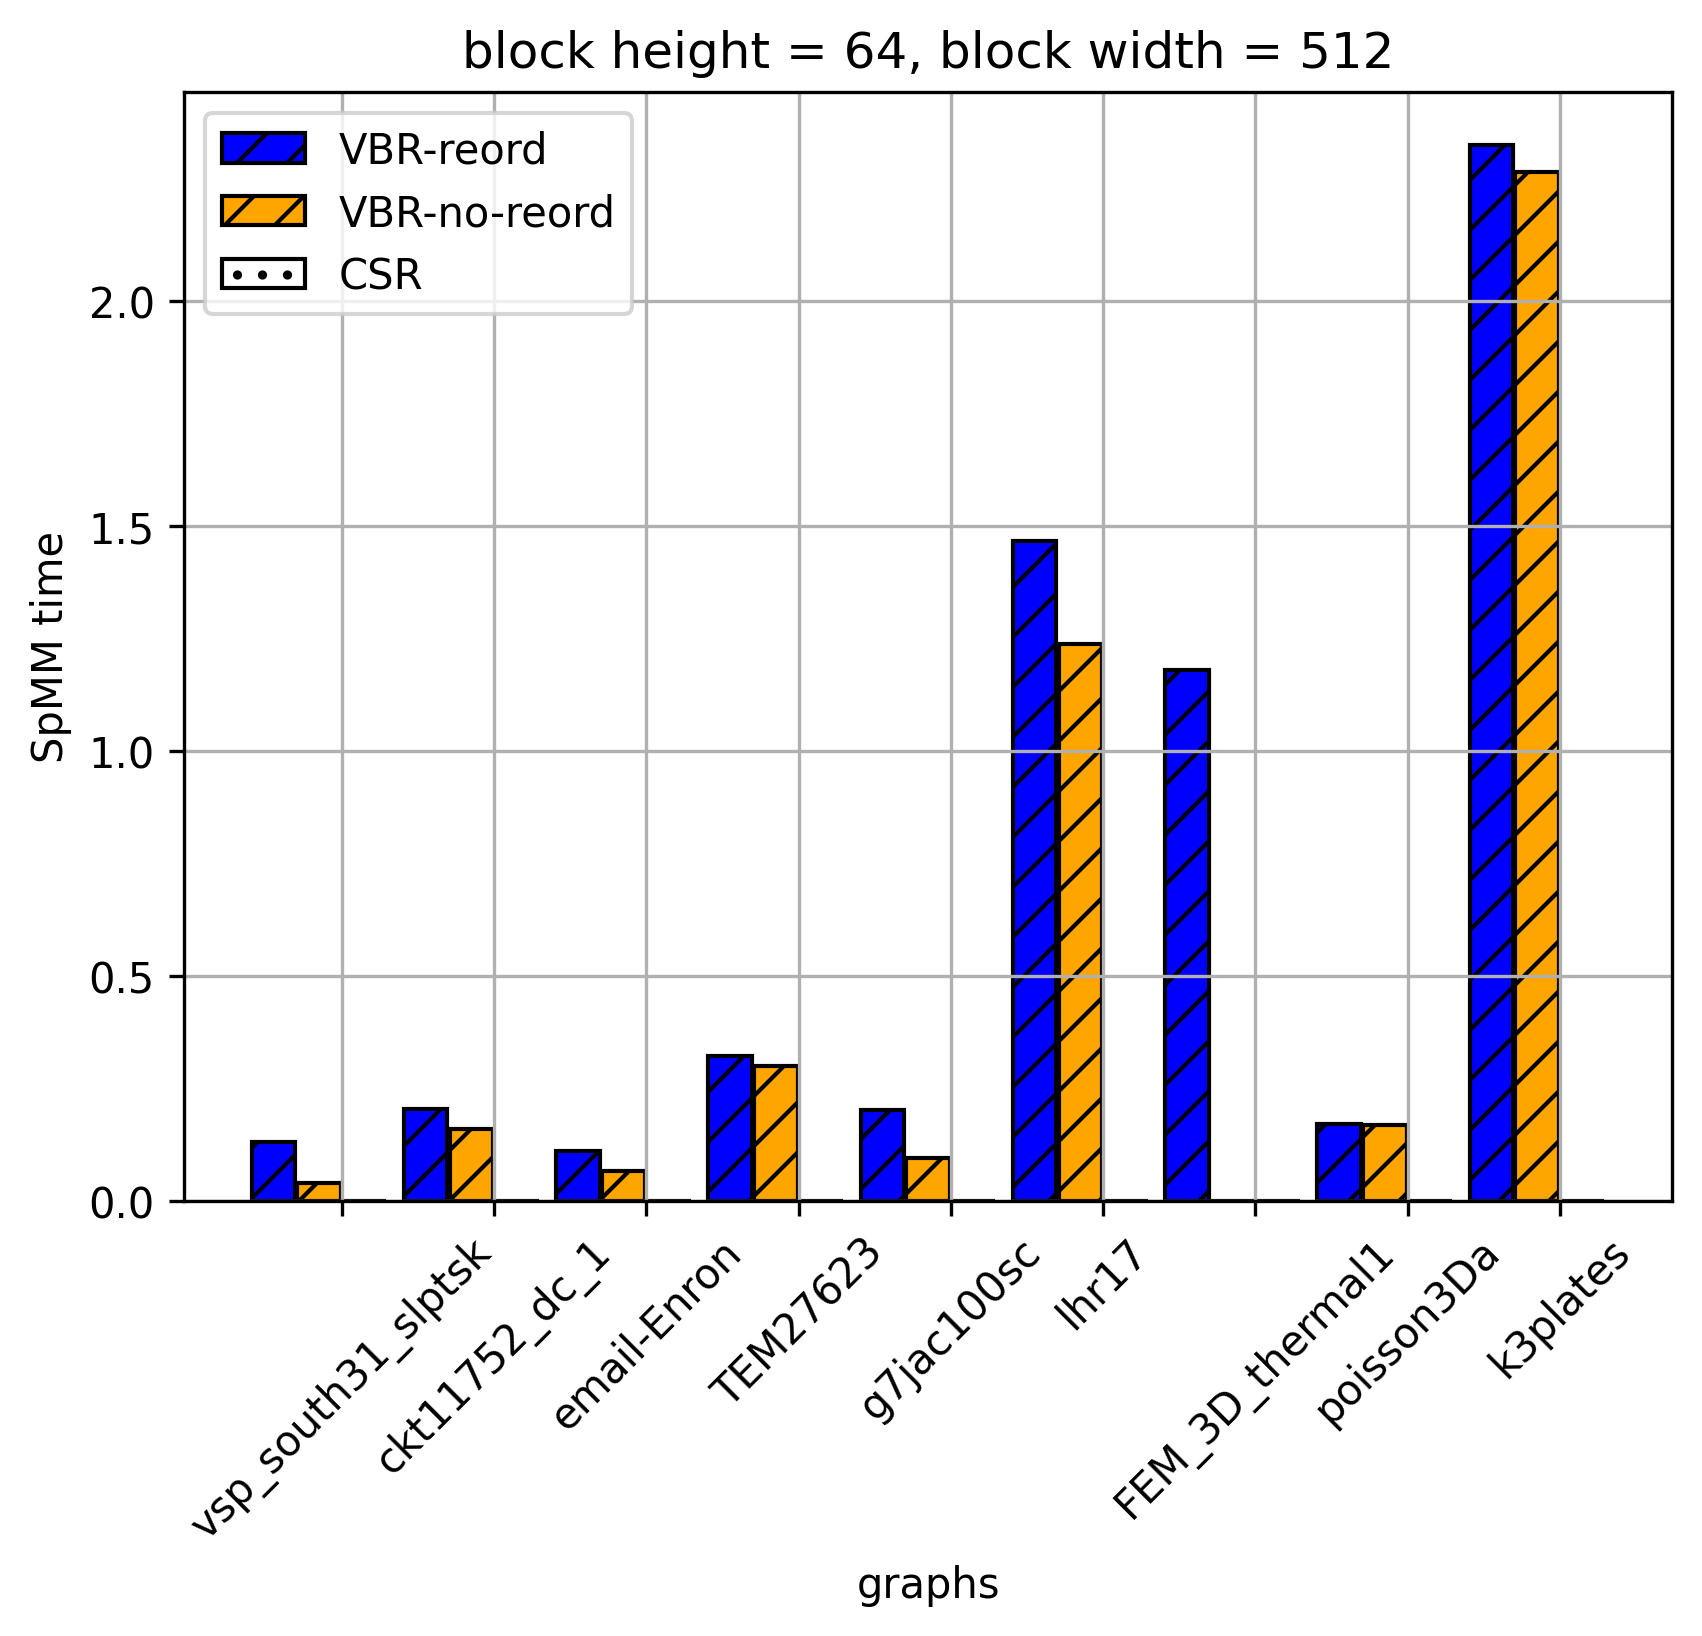 block height = 64, block width = 512
VBR-reord
VBR-no-reord
CSR
SpMM time
2.0
1.5
1.0
0.5
0.0
vsp_south31_slptsk
ckt11752_dc_1
email-Enron
TEM27623
g7jac100sc
lhr17
FEM_3D_thermal1
poisson3Da
k3plates
graphs